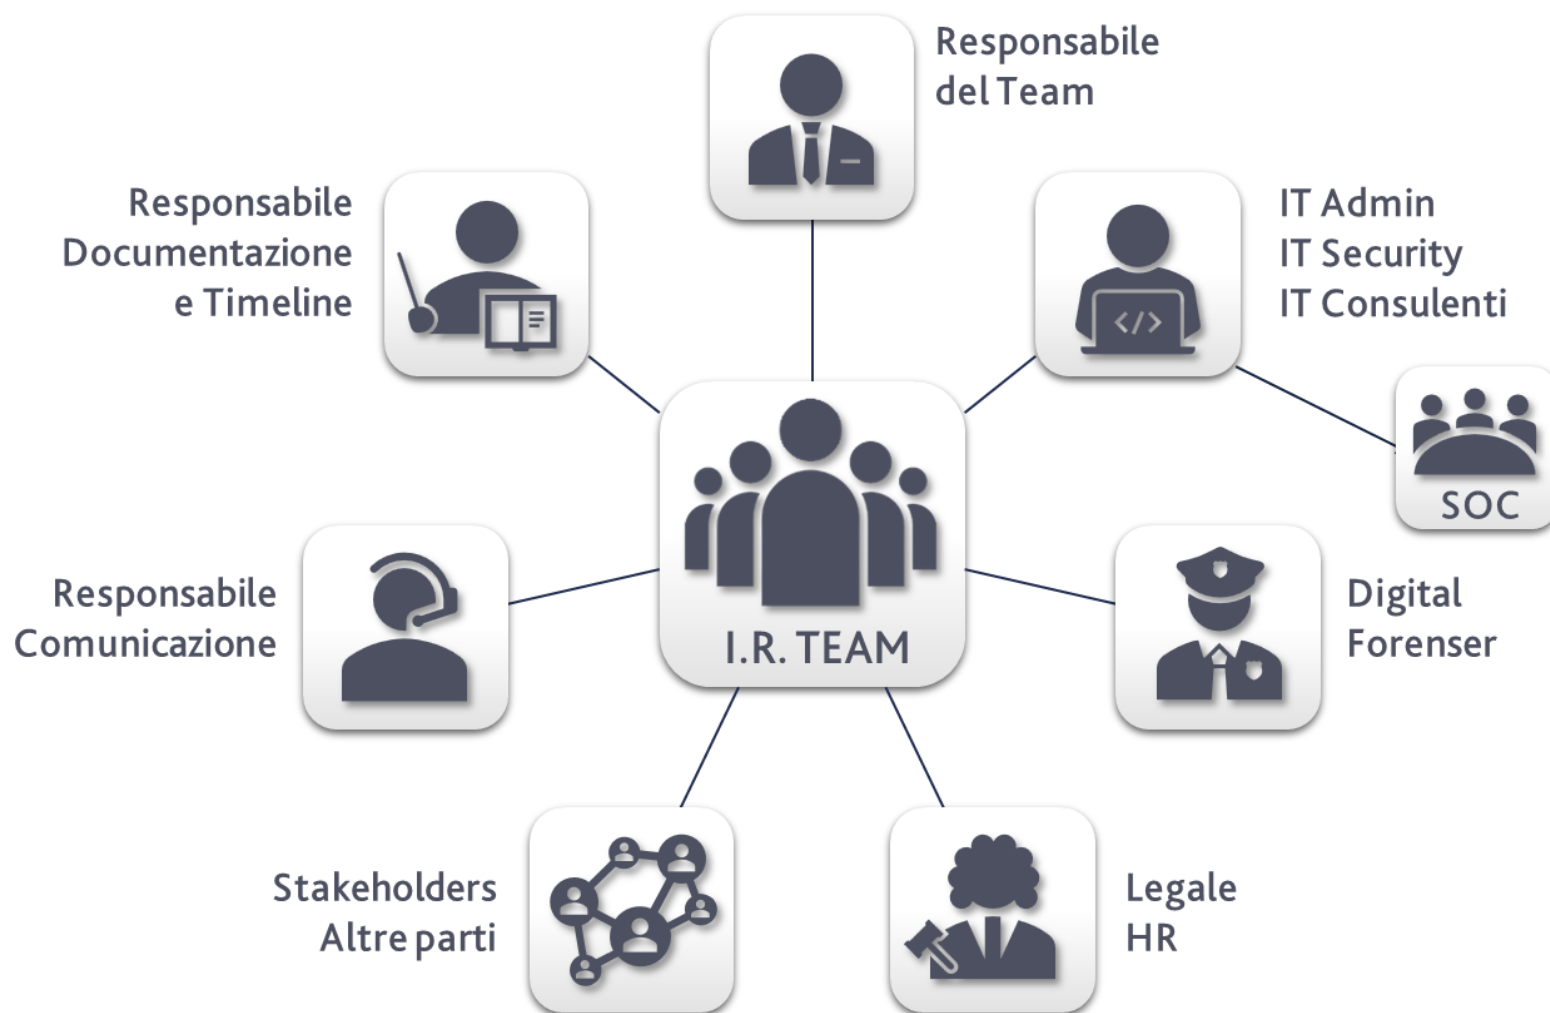 Responsabile
del Team
Responsabile
Documentazione
e Timeline
IT Admin
IT Security
IT Consulenti
SOC
I.R. TEAM
Responsabile
Comunicazione
Digital
Forenser
Stakeholders
Altre parti
Legale
HR